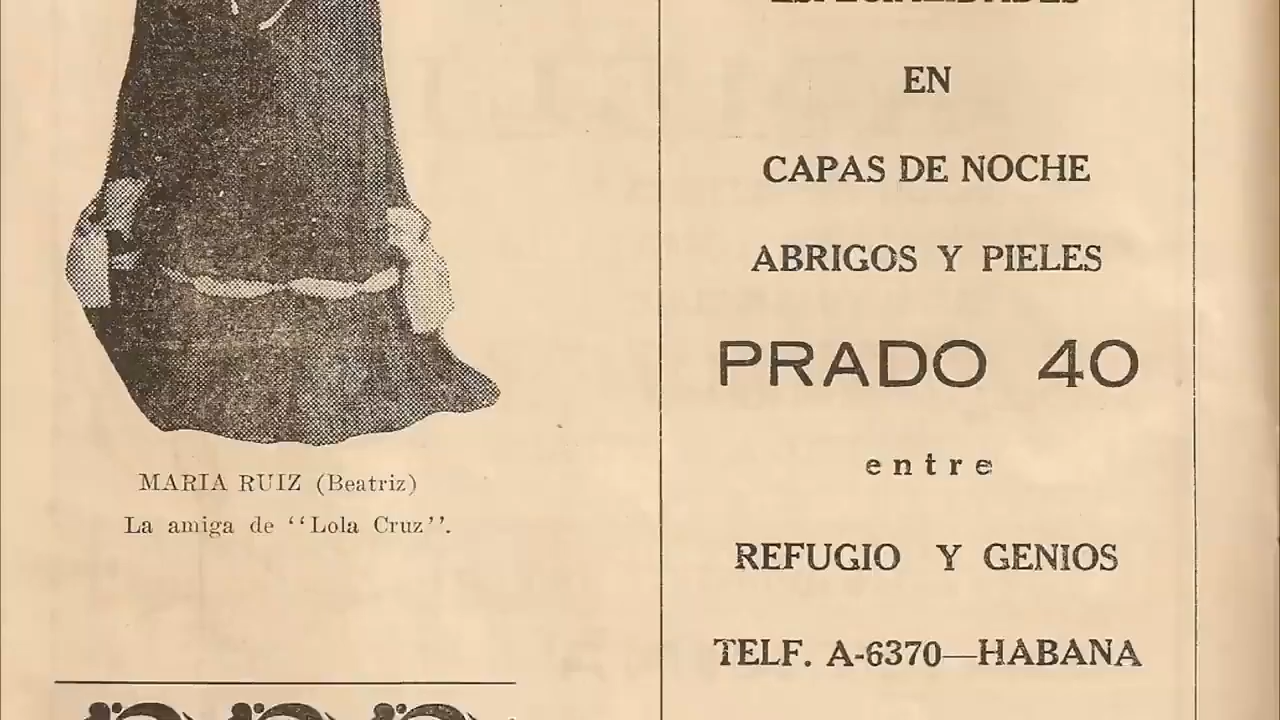 MARIA RUIZ (Beatriz)
La amiga de "Lola Cruz".
ESPECIALIDADES
EN
CAPAS DE NOCHE
ABRIGOS Y PIELES
PRADO 40
entre
REFUGIO Y GENIOS
TELF. A-6370—HABANA